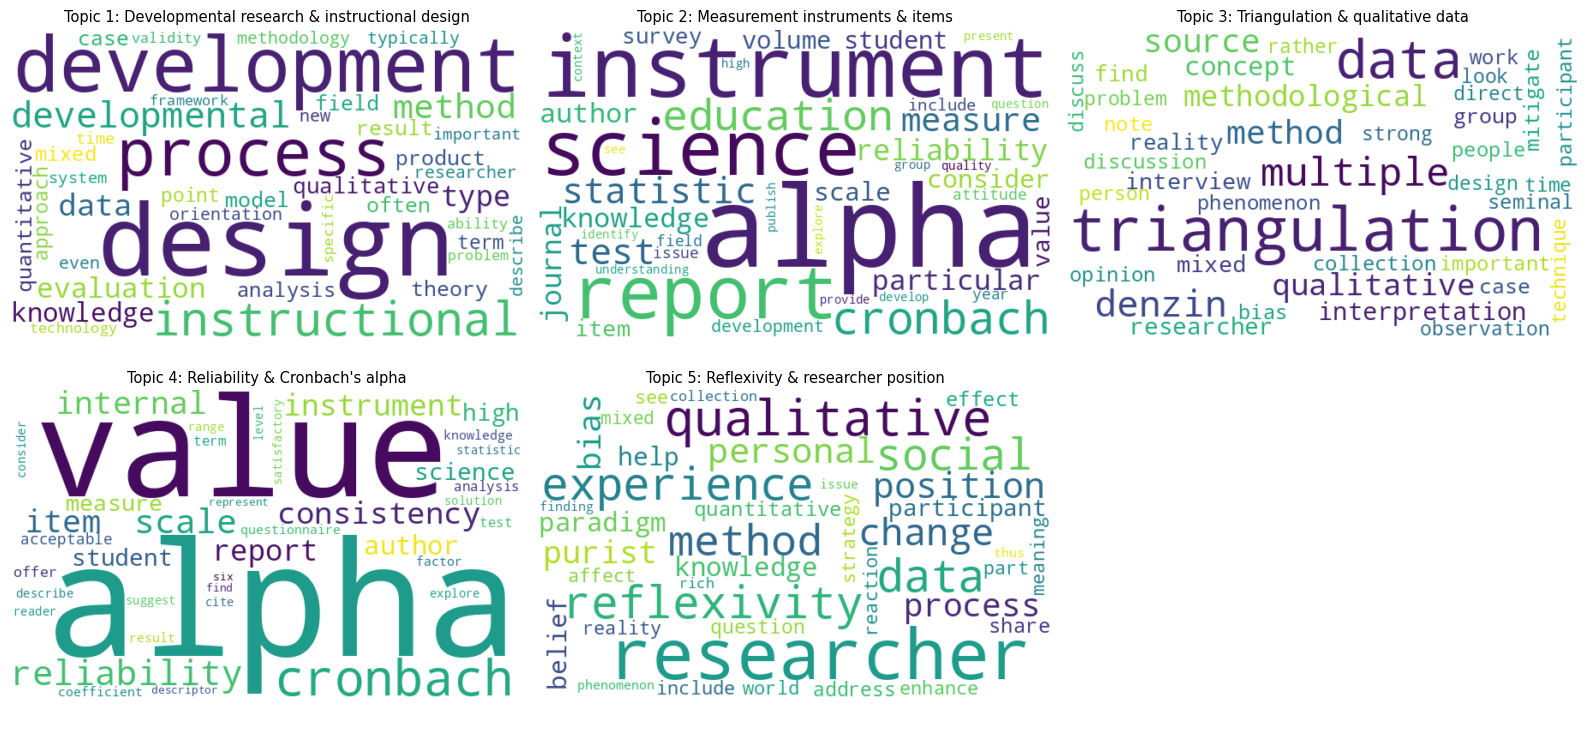 Topic 1: Developmental research & instructional design
case validity methodology typically
development
framework
developmental new field method
time result important
mixed process product
researcher
system qualitative
quantitative approach point model often type
data orientation specific ability
design term describe
even problem
evaluation analysis theory
knowledge instructional
technology
Topic 2: Measurement instruments & items
context survey volume student present
high
instrument
author education include question
measure
science
see reliability
group quality
statistic scale consider
attitude
journal knowledge alpha publish explore value
identify
test field
issue
understanding
report particular
provide develop year
item development cronbach
Topic 3: Triangulation & qualitative data
discuss source rather data work
find concept look mitigate participant
problem methodological direct
note group
reality method strong
discussion people
interview multiple design time
phenomenon seminal
triangulation
mixed collection important technique
opinion qualitative case
denzin bias interpretation
researcher observation
Topic 4: Reliability & Cronbach's alpha
internal value level instrument high
range
term satisfactory knowledge
consider statistic
science
measure represent analysis
item scale consistency solution
questionnaire test
acceptable
student report author
offer six factor
describe alpha find
suggest cite explore
reader
result
reliability cronbach
coefficient descriptor
Topic 5: Reflexivity & researcher position
bias see collection effect
mixed qualitative
help personal social
experience issue position
finding quantitative participant
paradigm strategy change meaning
purist method thus
knowledge part
affect rich data
belief reflexivity reaction process
reality question share
researcher
phenomenon include world address enhance